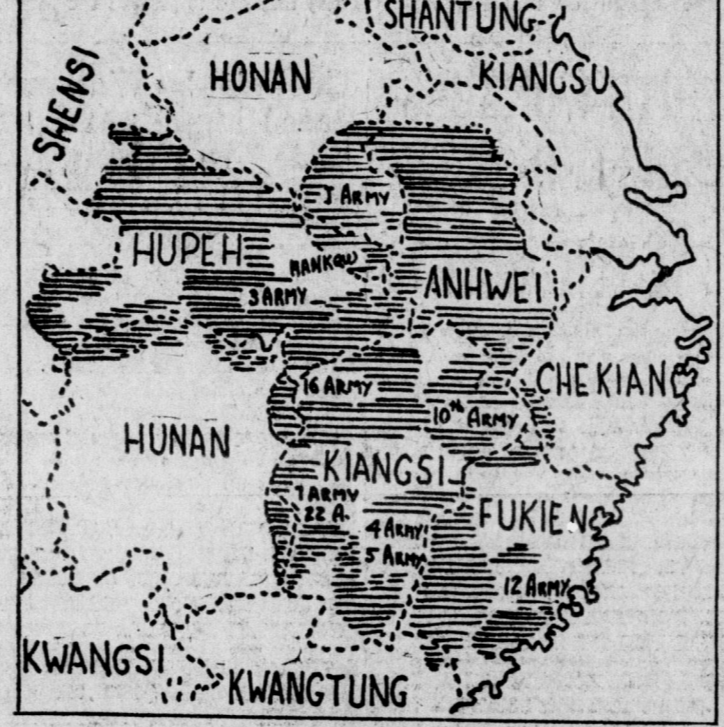 SHANTUNG
HONAN
KIANGSU
SHENSI
1 ARMY
HUPEH
HANKOW
ANHWEI
3 ARMY
16 ARMY
CHEKIANG
10th ARMY
HUNAN
KIANGSI
7 ARMY
22 A.
FUKIEN
4 ARMY
5 ARMY
12 ARMY
KWANGSI
KWANGTUNG